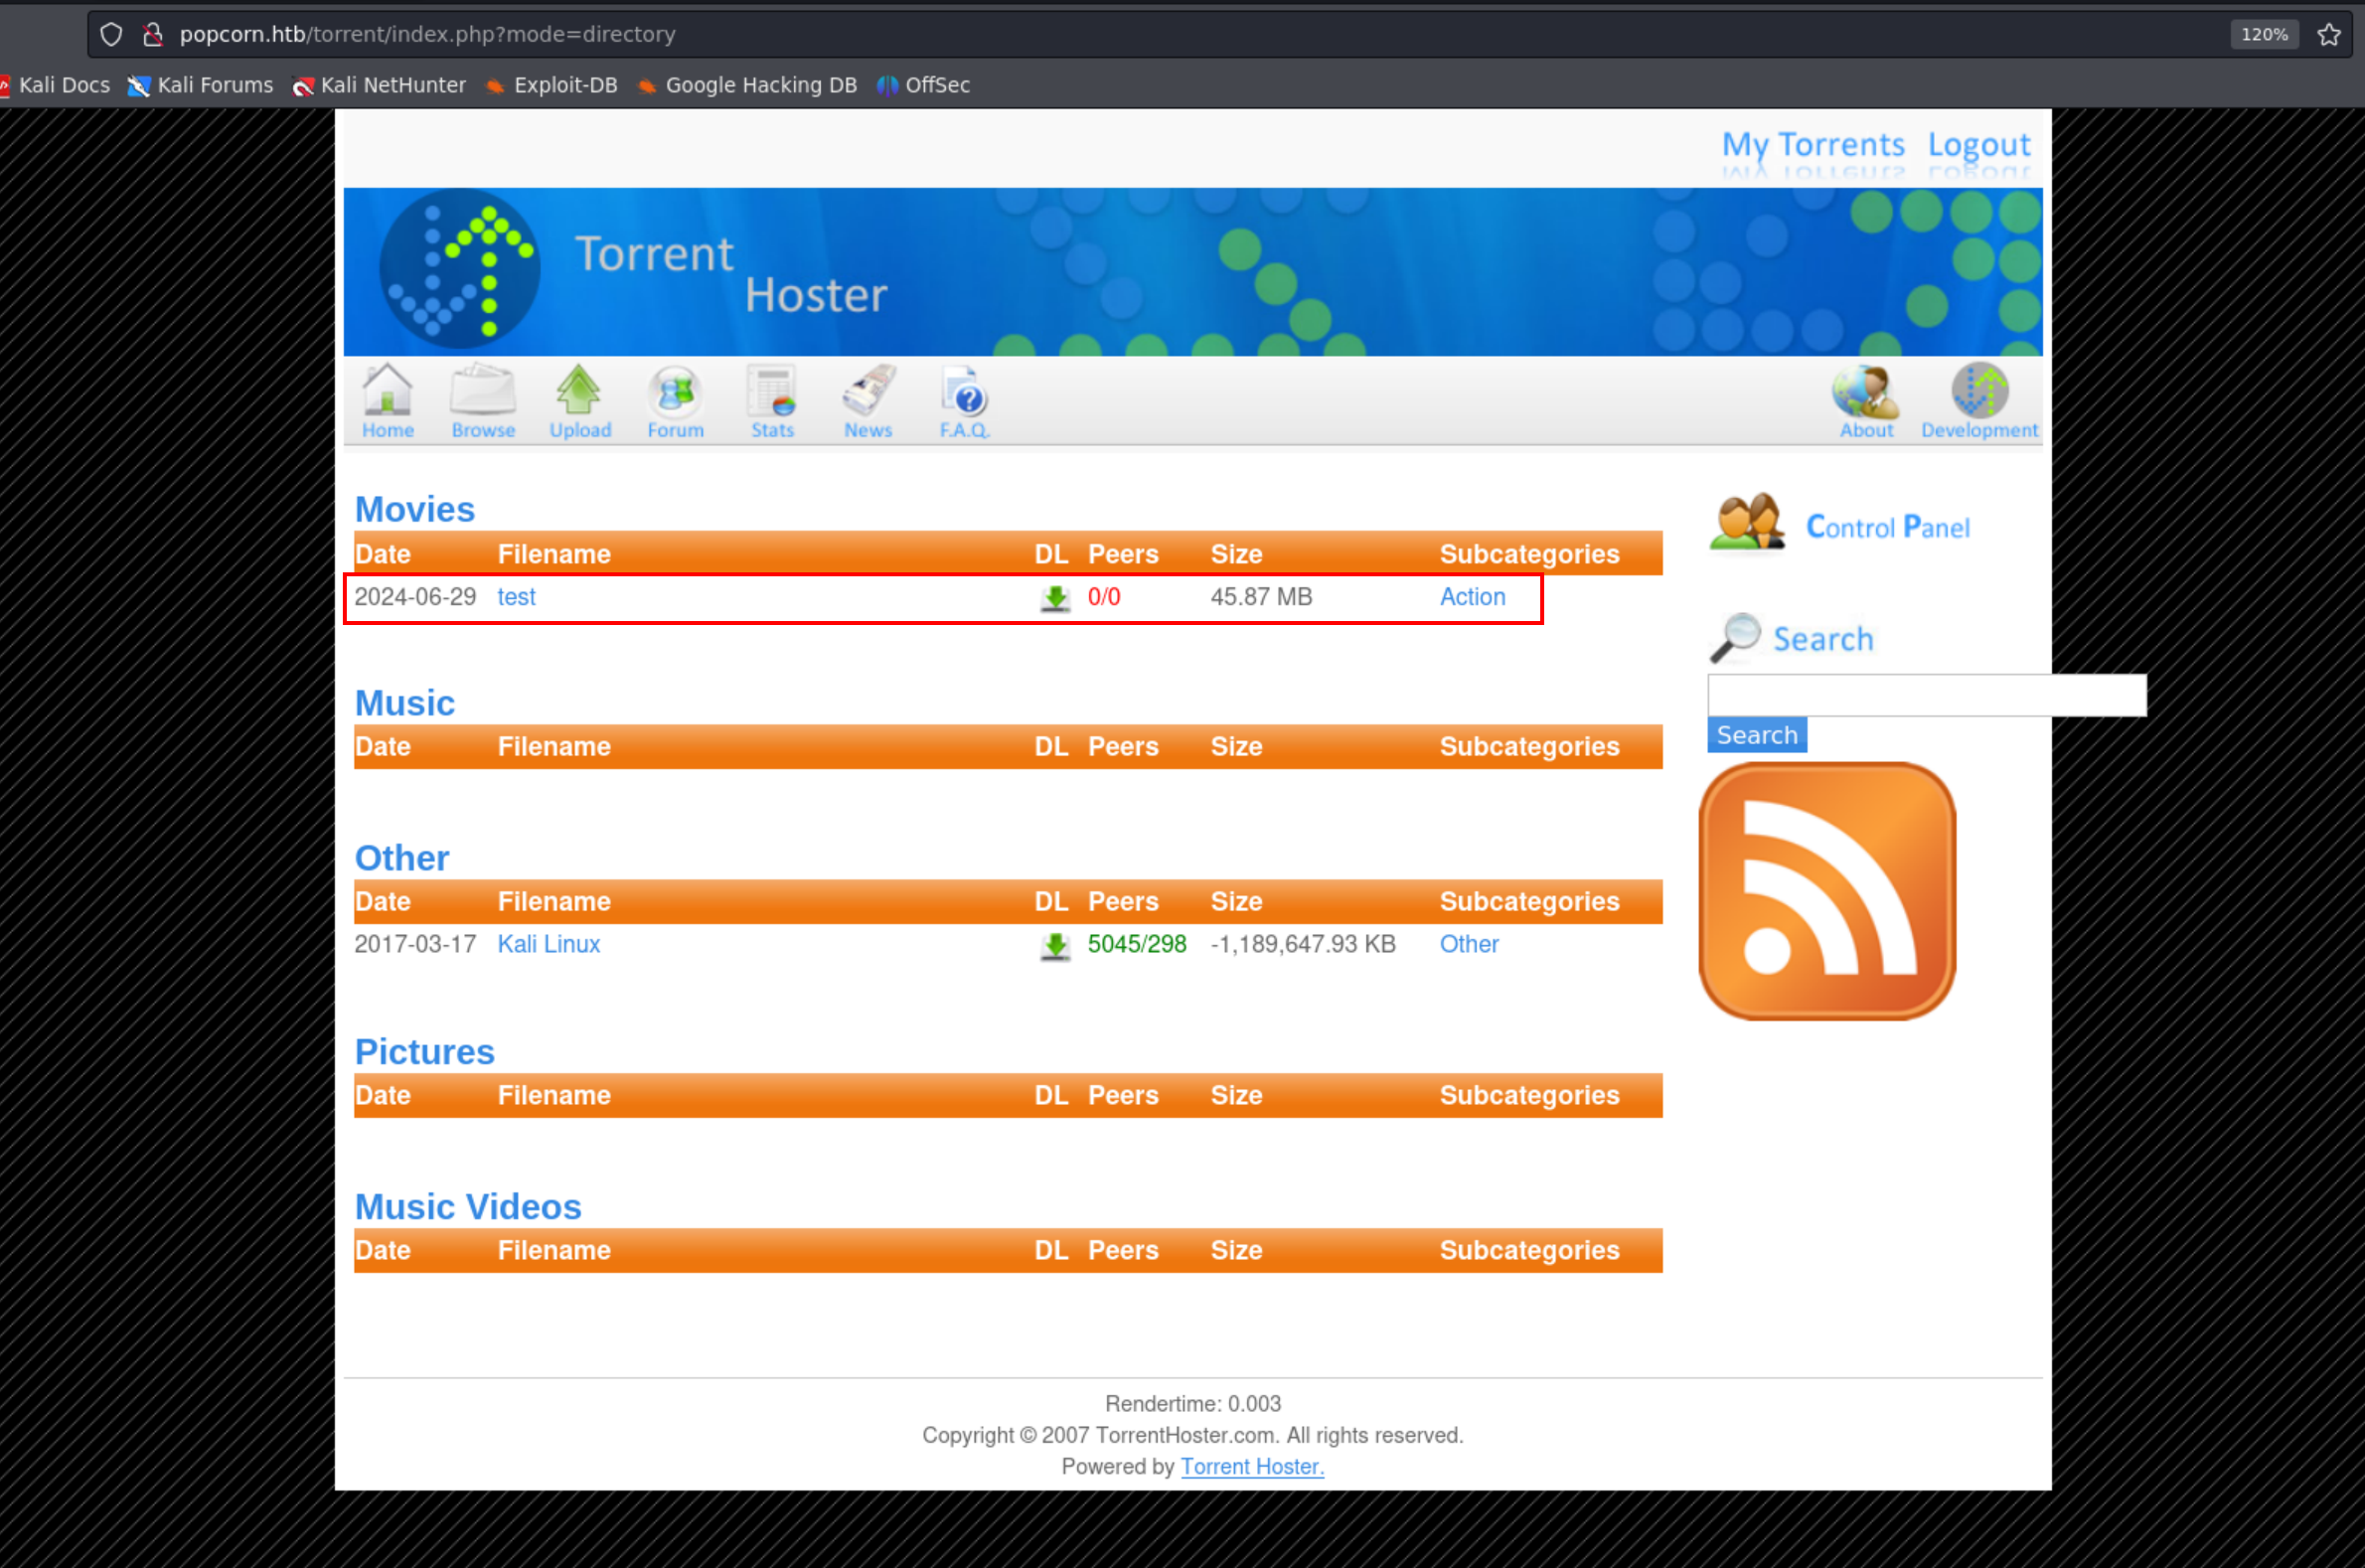 popcorn.htb/torrent/index.php?mode=directory 120%
Kali Docs Kali Forums Kali NetHunter Exploit-DB Google Hacking DB OffSec
My Torrents Logout
Torrent
Hoster
Home Browse Upload Forum Stats News F.A.Q. About Development
Movies
Date Filename DL Peers Size Subcategories
2024-06-29 test 0/0 45.87 MB Action
Music
Date Filename DL Peers Size Subcategories
Other
Date Filename DL Peers Size Subcategories
2017-03-17 Kali Linux 5045/298 -1,189,647.93 KB Other
Pictures
Date Filename DL Peers Size Subcategories
Music Videos
Date Filename DL Peers Size Subcategories
Control Panel
Search
Search
Rendertime: 0.003
Copyright © 2007 TorrentHoster.com. All rights reserved.
Powered by Torrent Hoster.